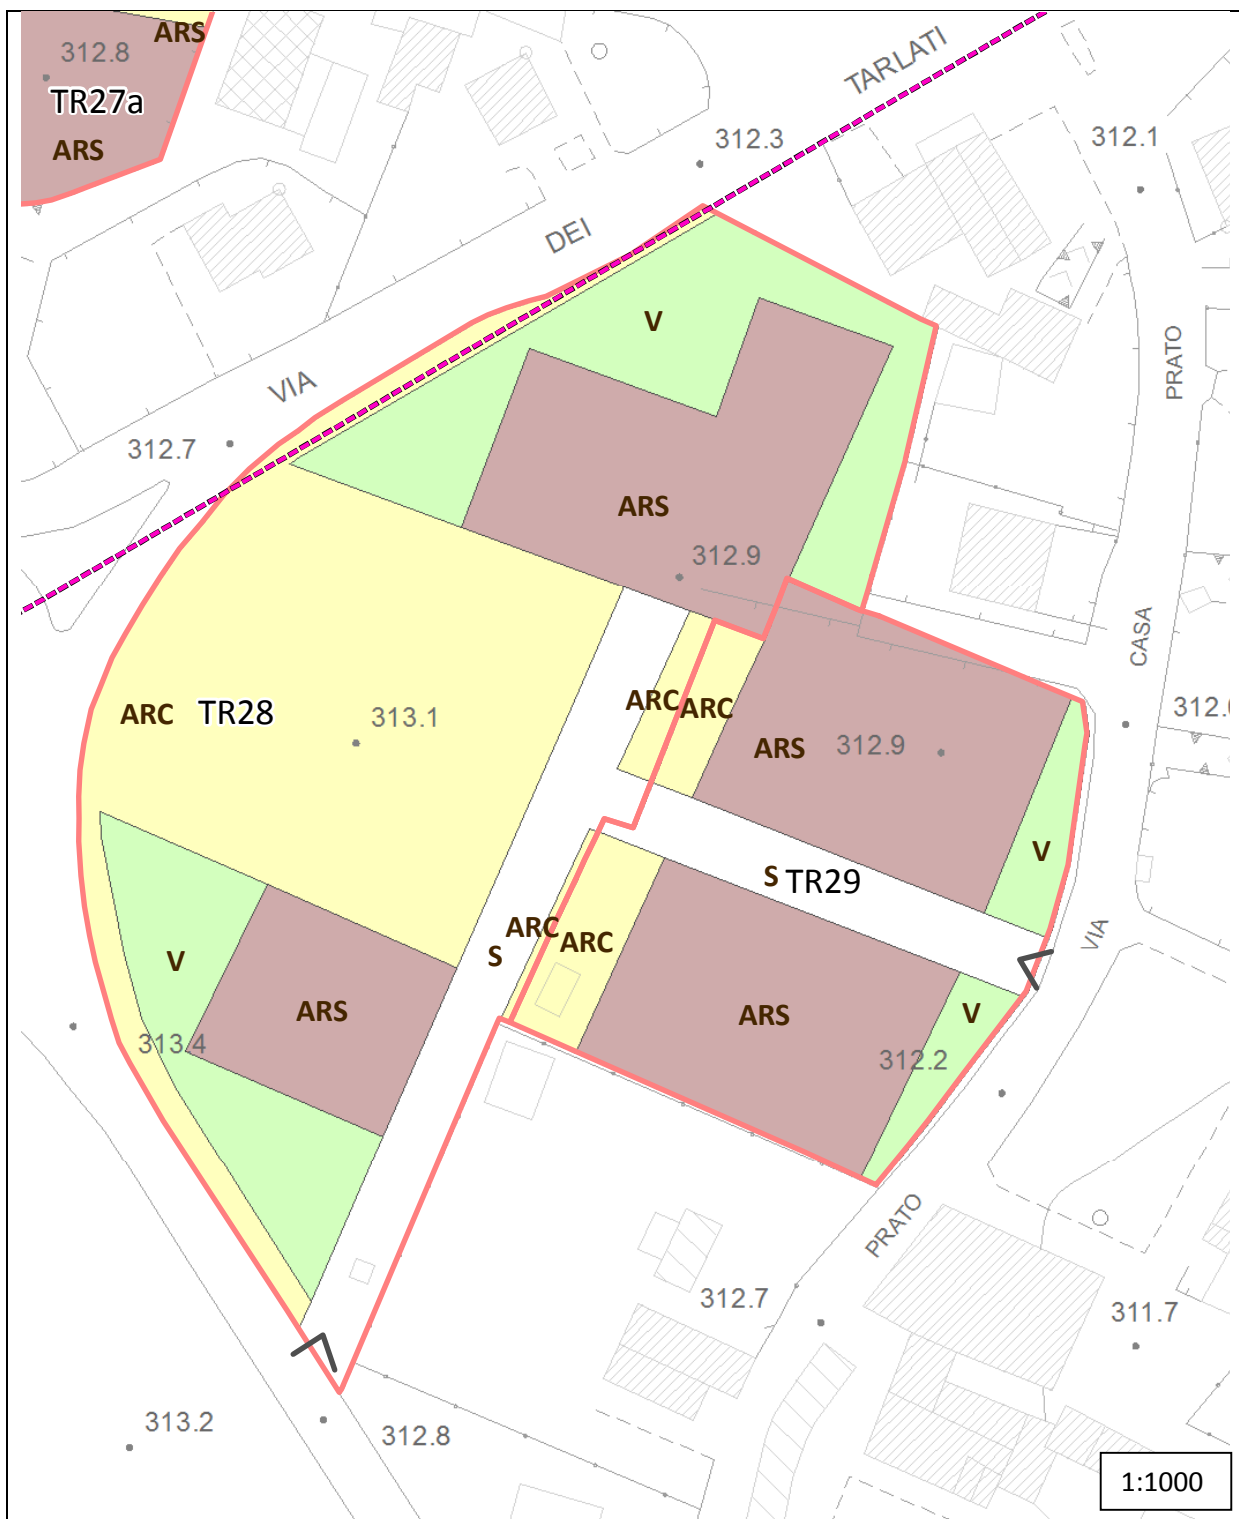 ARS
312.8
TR27a
ARS
TARLATI
312.3
312.1
DEI
V
PRATO
VIA
312.7
ARS
312.9
CASA
ARC
TR28
313.1
ARC
ARC
ARS
312.9
V
S
TR29
ARC
ARC
S
V
VIA
ARS
ARS
V
313.4
312.2
PRATO
312.7
311.7
313.2
312.8
1:1000